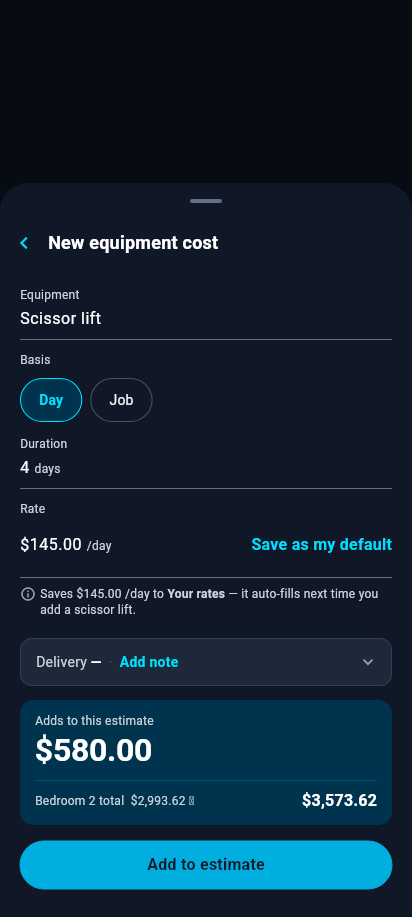 New equipment cost
Equipment
Scissor lift
Basis
Day
Job
Duration
4 days
Rate
$145.00 /day
Save as my default
Saves $145.00 /day to Your rates — it auto-fills next time you
add a scissor lift.
Delivery — · Add note
Adds to this estimate
$580.00
Bedroom 2 total $2,993.62
$3,573.62
Add to estimate